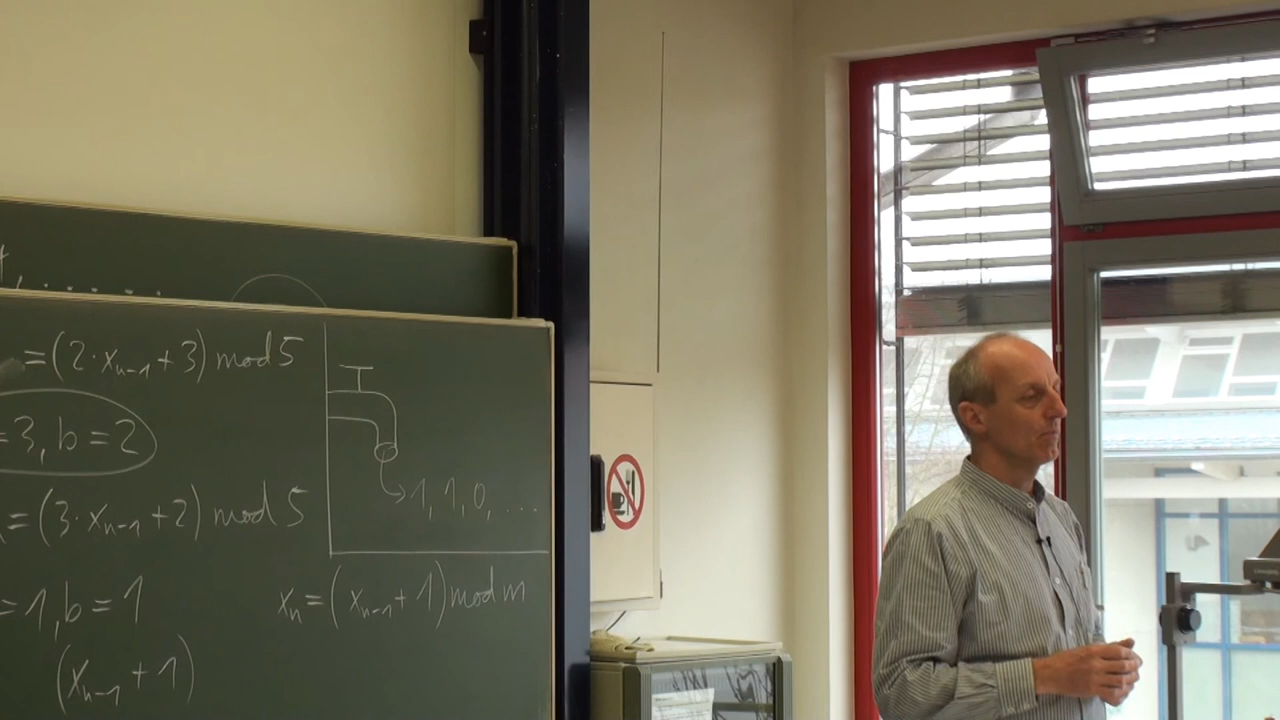 =(2·xₙ₋₁+3) mod 5
=3, b=2
=(3·xₙ₋₁+2) mod 5
1,1,0,....
=1, b=1
xₙ=(xₙ₋₁+1) mod m
(xₙ₋₁+1)